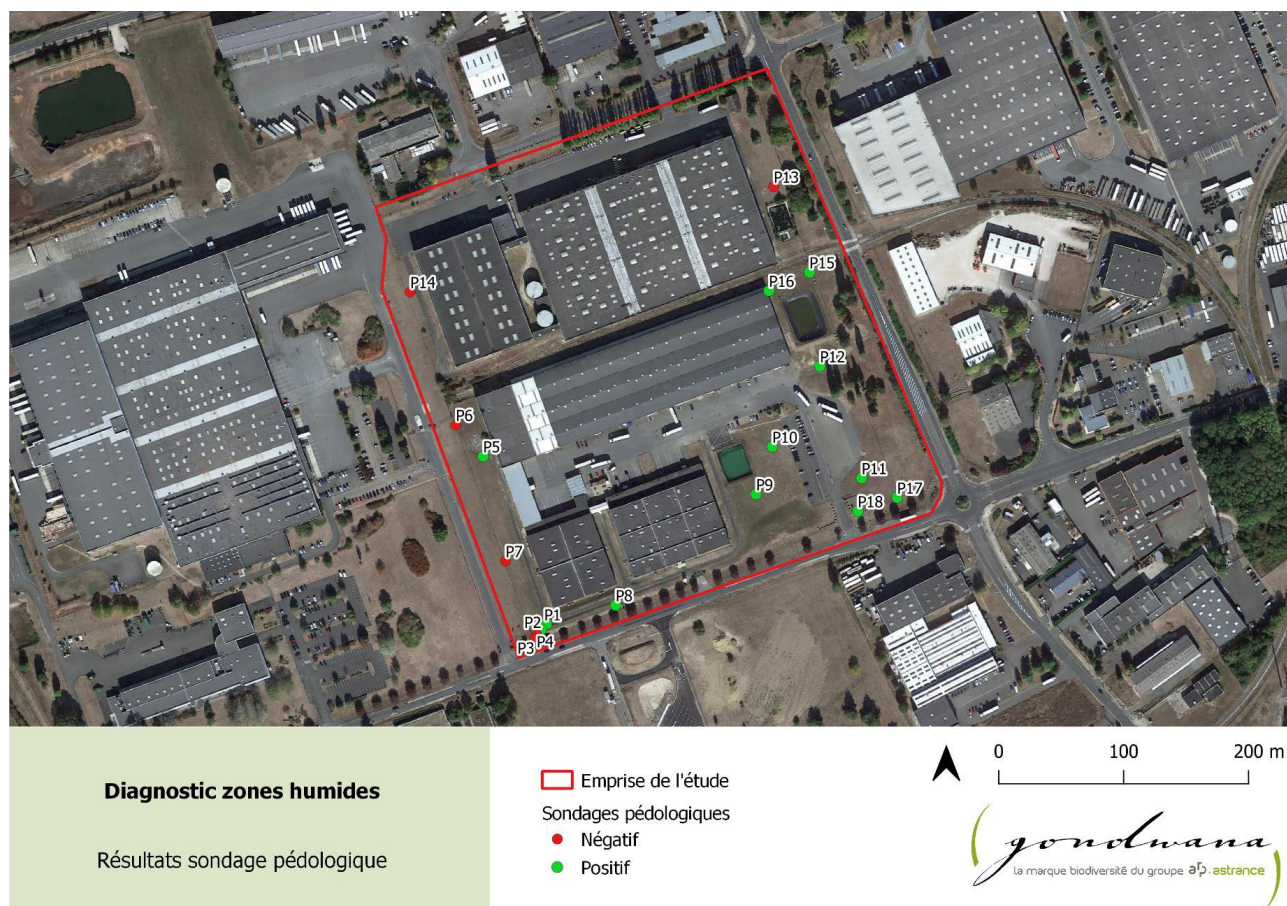 P13
P15
P14
P16
P12
P6
P5
P10
P11
P9
P17
P18
P7
P8
P1
P2
P4
P3
Diagnostic zones humides
Résultats sondage pédologique
Emprise de l'étude
Sondages pédologiques
Négatif
Positif
0 100 200 m
gondwana
la marque biodiversité du groupe arp. astrance